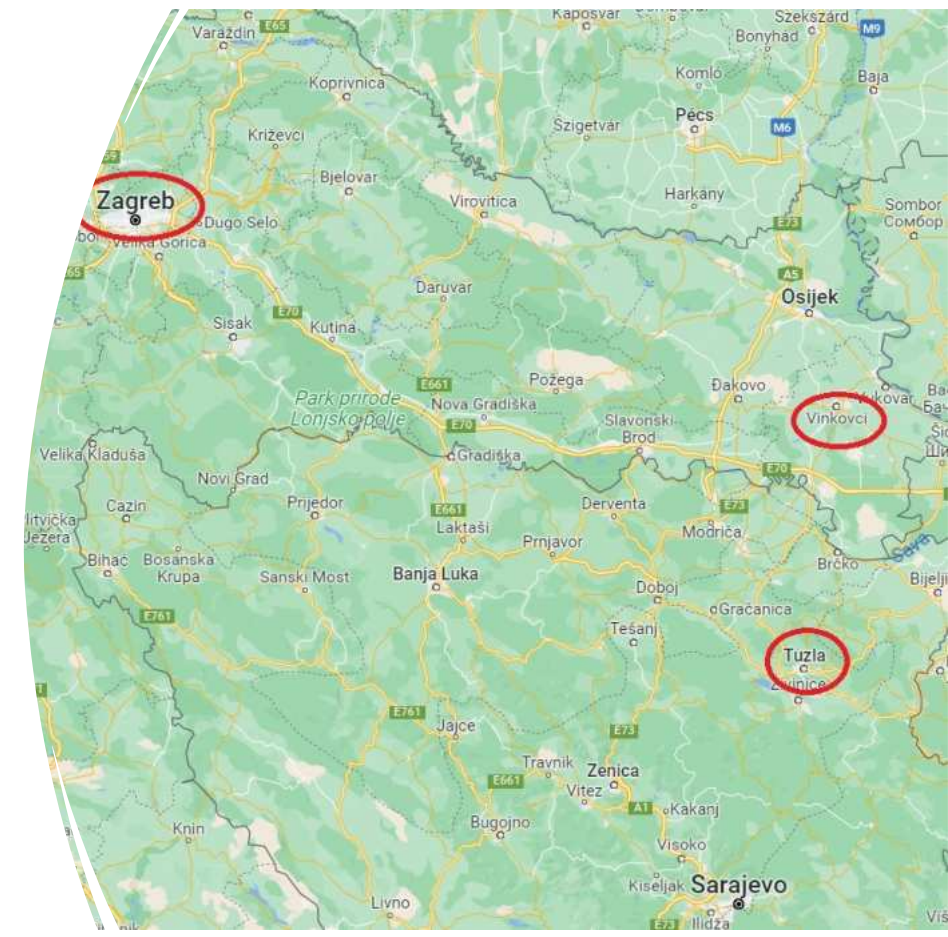 Kaposvár
Szekszárd
E65
Varaždin
M9
Bonyhád
Komló
Baja
Koprivnica
Pécs
M6
Szigetvár
Križevci
Bjelovar
Harkány
Zagreb
Virovitica
Sombor
Сомбор
Dugo Selo
E73
Velika Gorica
A5
Daruvar
Osijek
E70
Sisak
Kutina
Požega
E661
Đakovo
Park prirode
Lonjsko polje
Nova Gradiška
Vukovar
Vinkovci
E70
Slavonski
Brod
Velika Kladuša
Gradiška
E70
Novi Grad
Cazin
Prijedor
E661
Derventa
E73
Sava
Jezera
Laktaši
Modriča
Prnjavor
Bihać
Bosanska
Krupa
Brčko
Sanski Most
Banja Luka
Doboj
Gračanica
E761
Tešanj
Tuzla
Živinice
E761
Jajce
E73
Travnik
Zenica
E661
Vitez
A1
Kakanj
Bugojno
Knin
Visoko
Kiseljak
Sarajevo
Livno
E73
Ilidža